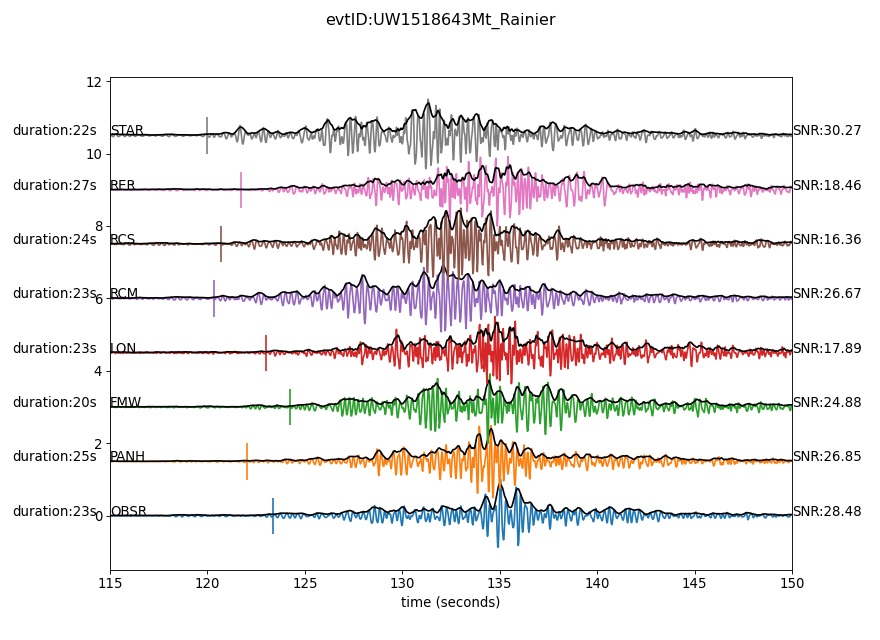 evtID:UW1518643Mt_Rainier
12
duration:22s STAR SNR:30.27
10
duration:27s RER SNR:18.46
8
duration:24s RCS SNR:16.36
duration:23s RCM SNR:26.67
6
duration:23s LON SNR:17.89
4
duration:20s FMW SNR:24.88
2
duration:25s PANH SNR:26.85
duration:23s OBSR SNR:28.48
0
115 120 125 130 135 140 145 150
time (seconds)